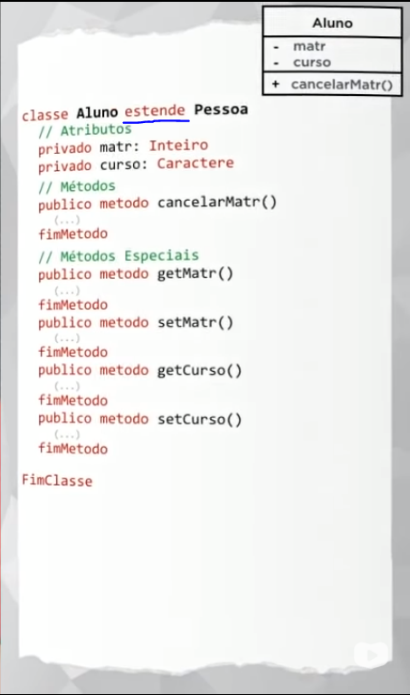 Aluno
- matr
- curso
+ cancelarMatr()
classe Aluno estende Pessoa
// Atributos
privado matr: Inteiro
privado curso: Caractere
// Métodos
publico metodo cancelarMatr()
(...)
fimMetodo
// Métodos Especiais
publico metodo getMatr()
(...)
fimMetodo
publico metodo setMatr()
(...)
fimMetodo
publico metodo getCurso()
(...)
fimMetodo
publico metodo setCurso()
(...)
fimMetodo
FimClasse